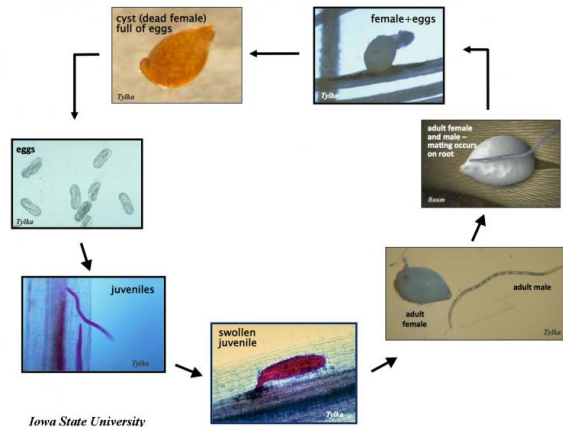 cyst (dead female)
full of eggs
Tylka
female+eggs
Tylka
adult female
and male –
mating occurs
on root
Baum
eggs
Tylka
juveniles
Tylka
swollen
juvenile
Tylka
adult male
adult
female
Tylka
Iowa State University